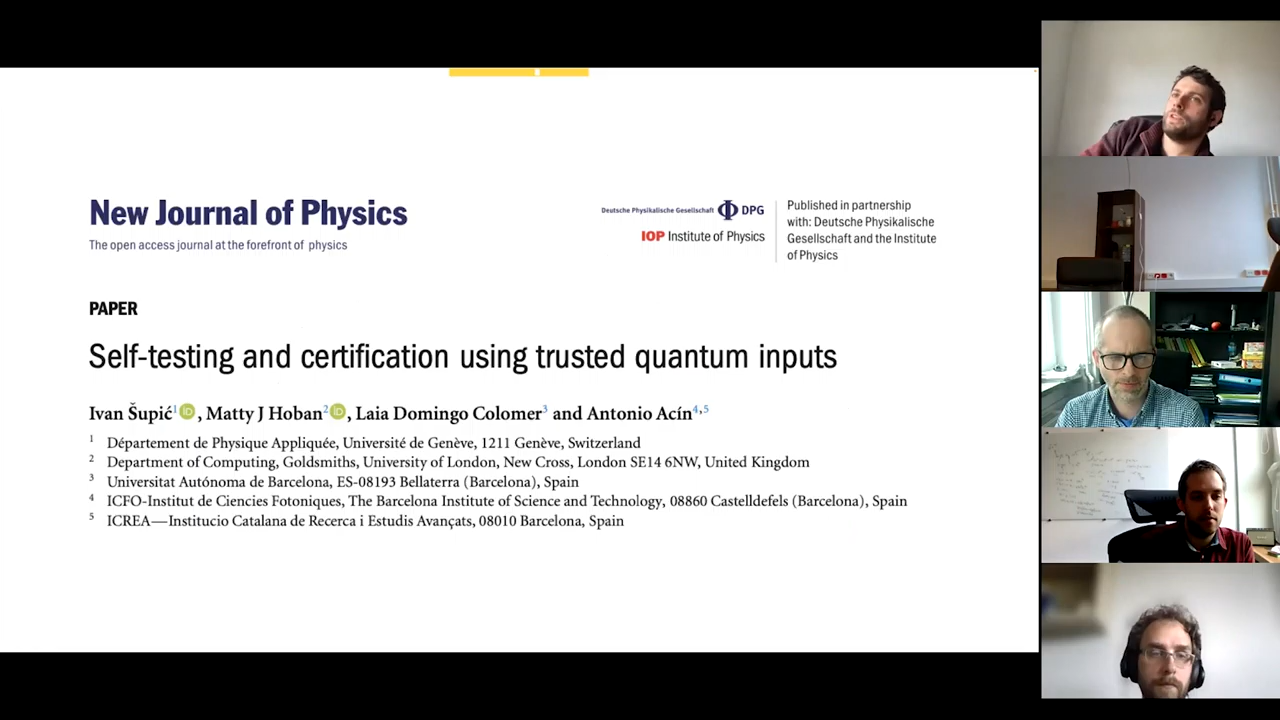 New Journal of Physics
The open access journal at the forefront of physics
Deutsche Physikalische Gesellschaft DPG
IOP Institute of Physics
Published in partnership
with: Deutsche Physikalische
Gesellschaft and the Institute
of Physics
PAPER
Self-testing and certification using trusted quantum inputs
Ivan Šupić1 iD, Matty J Hoban2 iD, Laia Domingo Colomer3 and Antonio Acín4,5
1 Département de Physique Appliquée, Université de Genève, 1211 Genève, Switzerland
2 Department of Computing, Goldsmiths, University of London, New Cross, London SE14 6NW, United Kingdom
3 Universitat Autónoma de Barcelona, ES-08193 Bellaterra (Barcelona), Spain
4 ICFO-Institut de Ciencies Fotoniques, The Barcelona Institute of Science and Technology, 08860 Castelldefels (Barcelona), Spain
5 ICREA—Institucio Catalana de Recerca i Estudis Avançats, 08010 Barcelona, Spain